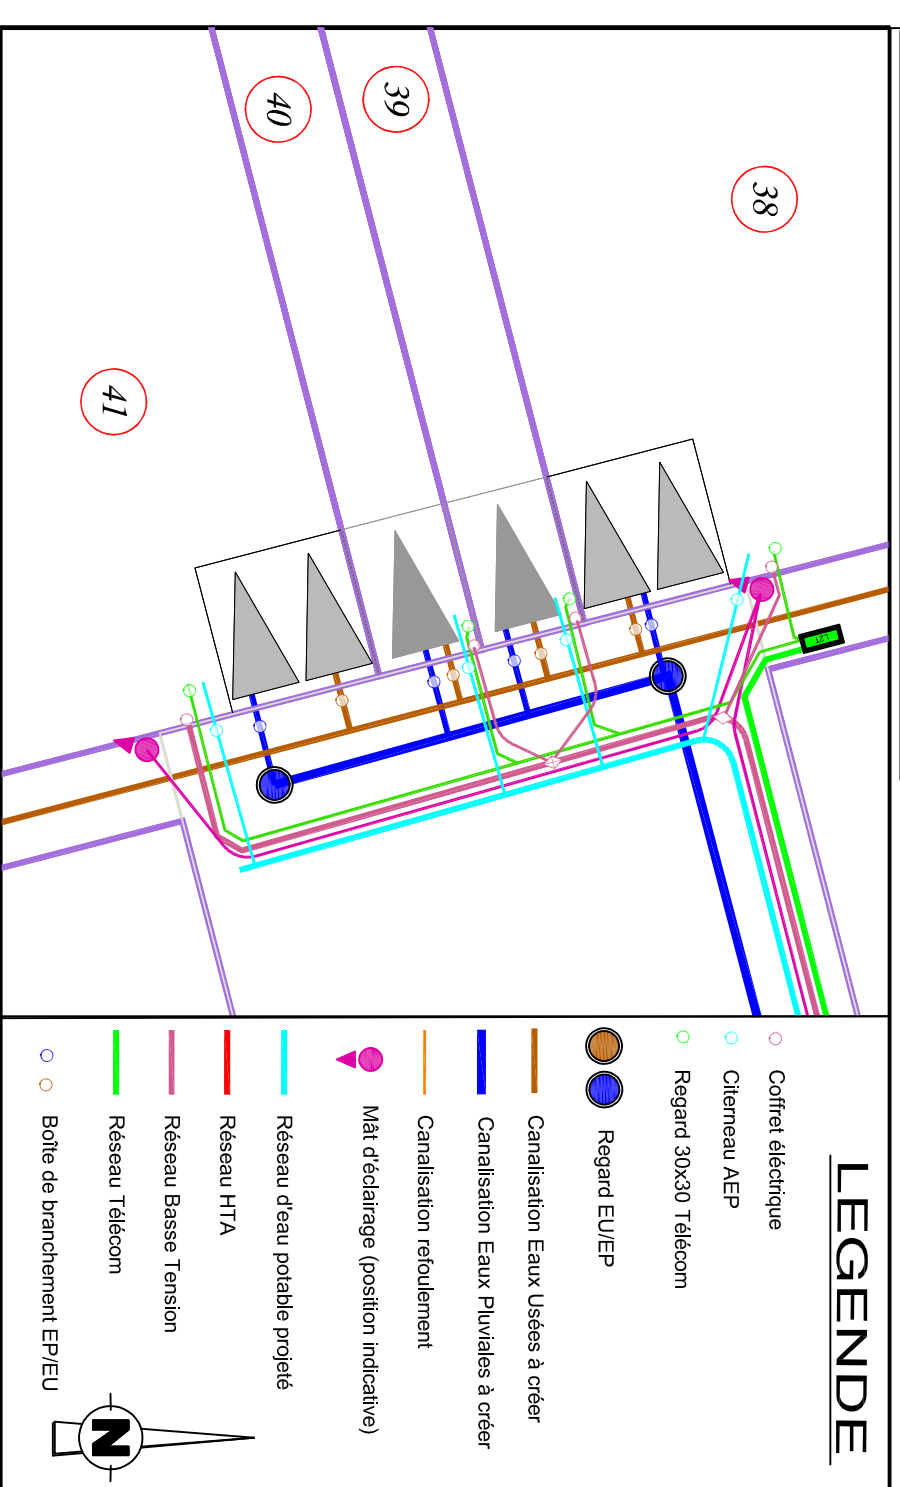 38
39
40
41
L2T
LEGENDE
Coffret éléctrique
Citerneau AEP
Regard 30x30 Télécom
Regard EU/EP
Canalisation Eaux Usées à créer
Canalisation Eaux Pluviales à créer
Canalisation refoulement
Mât d'éclairage (position indicative)
Réseau d'eau potable projeté
Réseau HTA
Réseau Basse Tension
Réseau Télécom
Boîte de branchement EP/EU
N